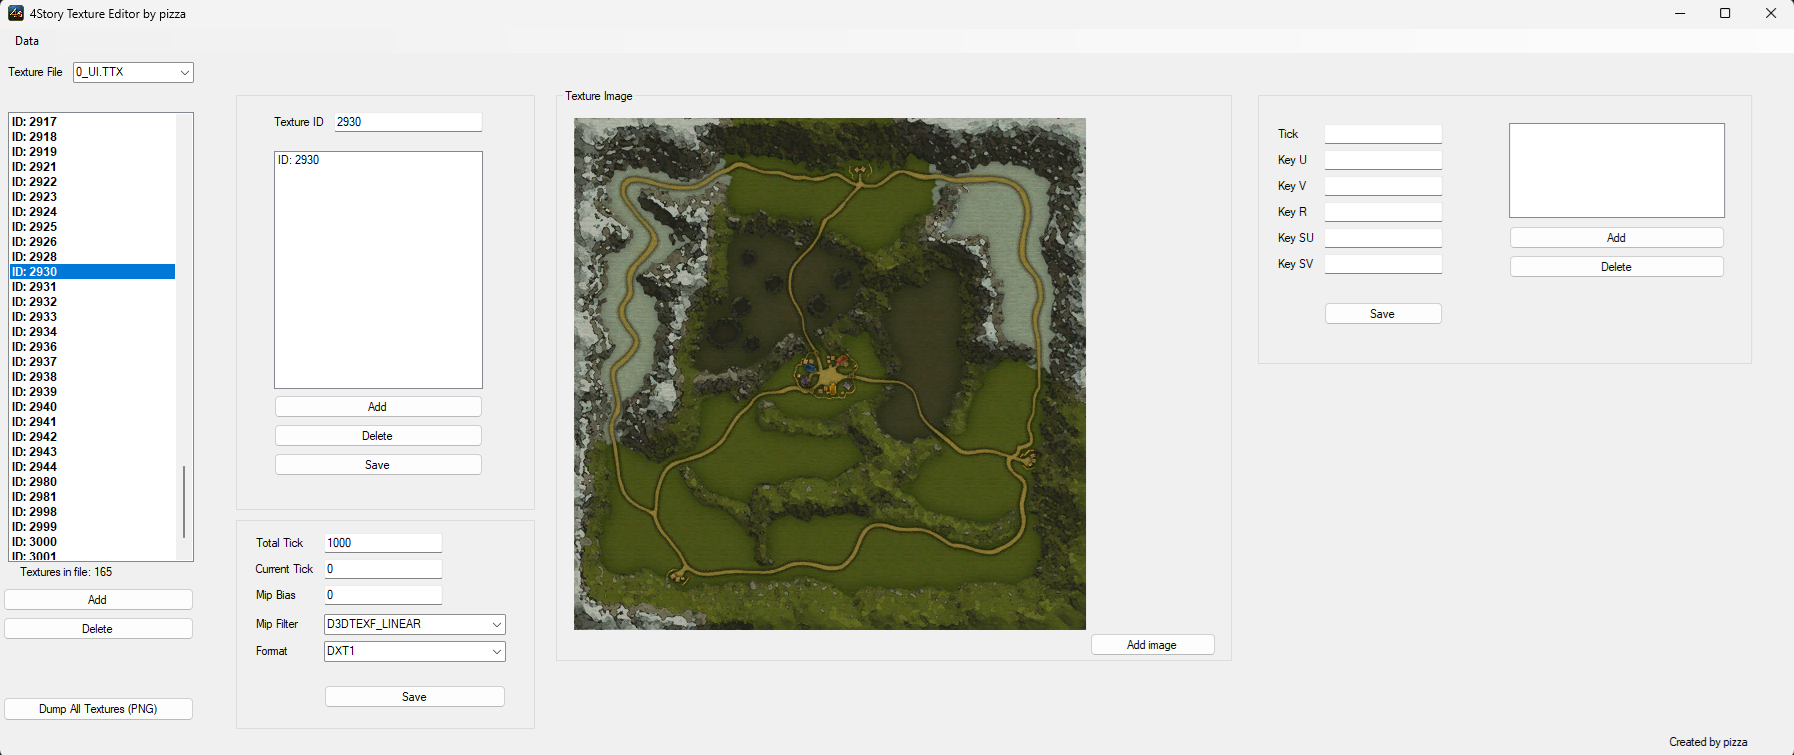 4Story Texture Editor by pizza
Data
Texture File
0_UI.TTX
ID: 2917
ID: 2918
ID: 2919
ID: 2921
ID: 2922
ID: 2923
ID: 2924
ID: 2925
ID: 2926
ID: 2928
ID: 2930
ID: 2931
ID: 2932
ID: 2933
ID: 2934
ID: 2936
ID: 2937
ID: 2938
ID: 2939
ID: 2940
ID: 2941
ID: 2942
ID: 2943
ID: 2944
ID: 2980
ID: 2981
ID: 2998
ID: 2999
ID: 3000
ID: 3001
Textures in file: 165
Add
Delete
Dump All Textures (PNG)
Texture ID 2930
ID: 2930
Add
Delete
Save
Total Tick 1000
Current Tick 0
Mip Bias 0
Mip Filter D3DTEXF_LINEAR
Format DXT1
Save
Texture Image
Add image
Tick
Key U
Key V
Key R
Key SU
Key SV
Save
Add
Delete
Created by pizza